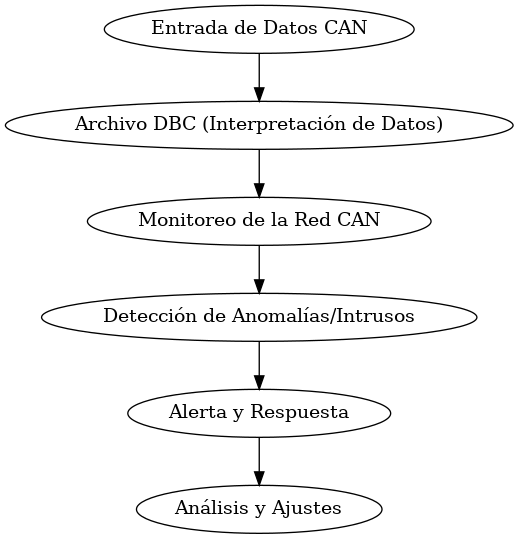 Entrada de Datos CAN
Archivo DBC (Interpretación de Datos)
Monitoreo de la Red CAN
Detección de Anomalías/Intrusos
Alerta y Respuesta
Análisis y Ajustes